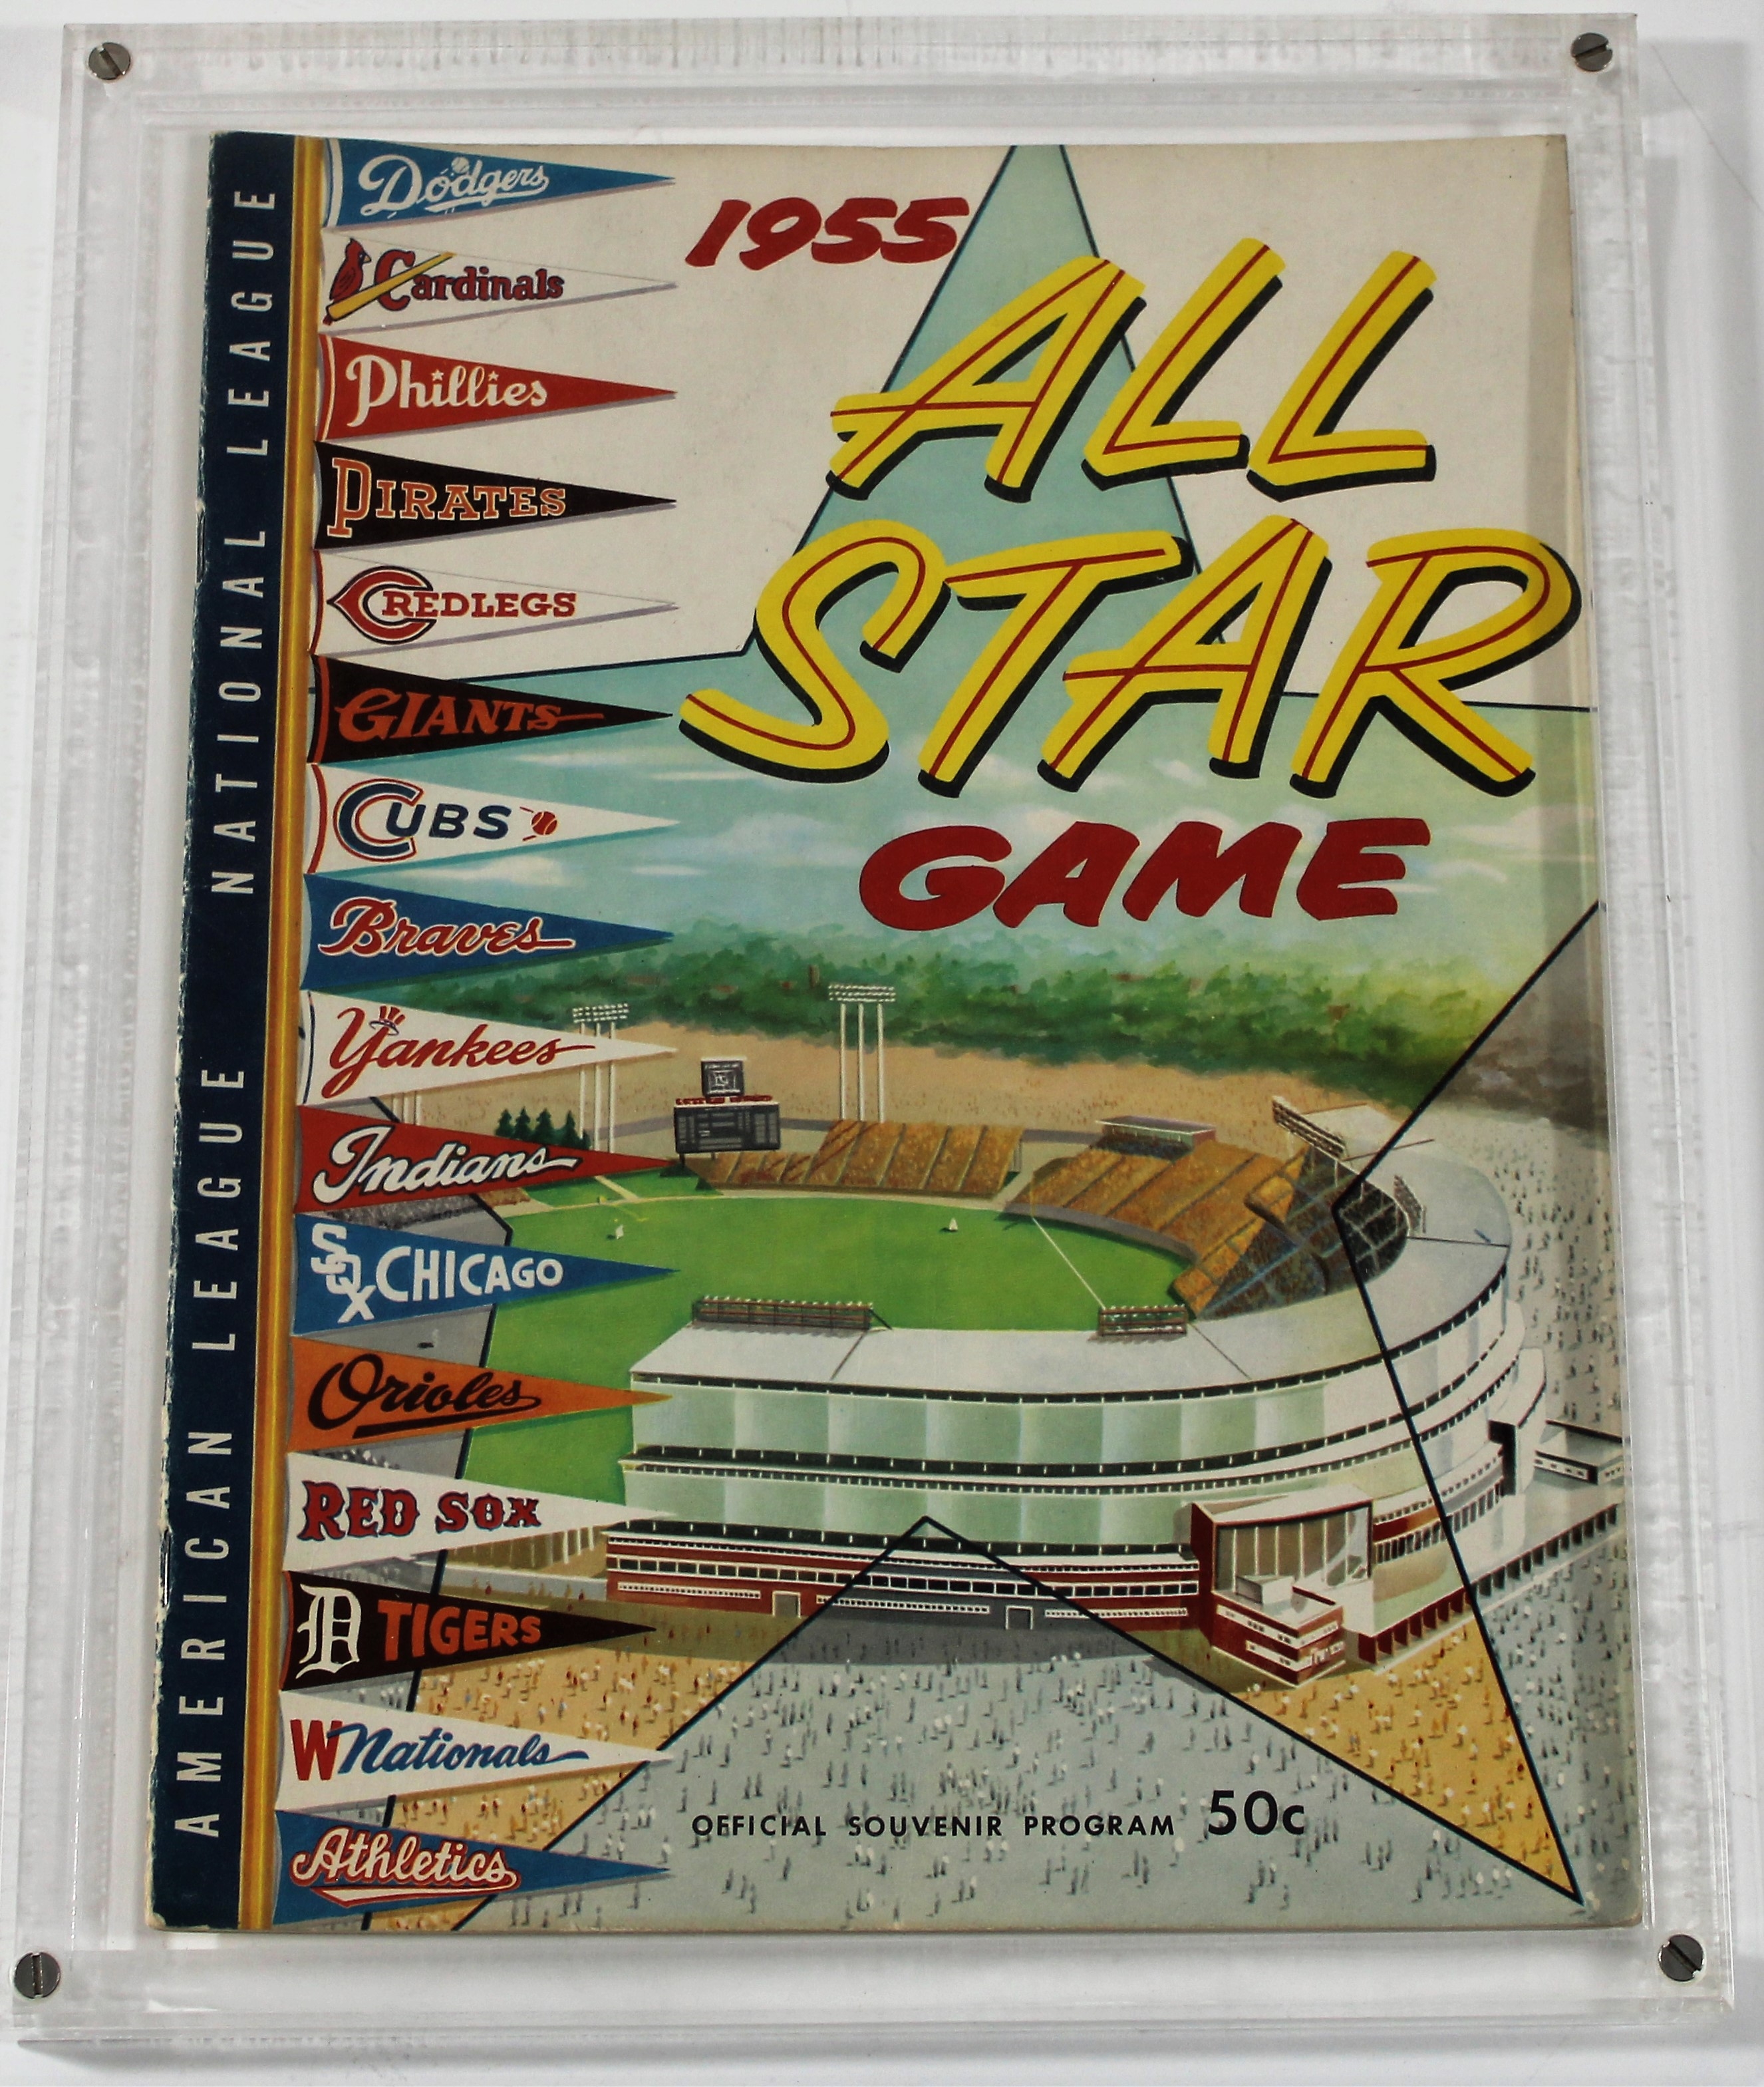 NATIONAL LEAGUE
AMERICAN LEAGUE
Dodgers
Cardinals
Phillies
PIRATES
C REDLEGS
GIANTS
CUBS
Braves
Yankees
Indians
SOX CHICAGO
Orioles
RED SOX
D TIGERS
W Nationals
Athletics
1955
ALL
STAR
GAME
OFFICIAL SOUVENIR PROGRAM 50c